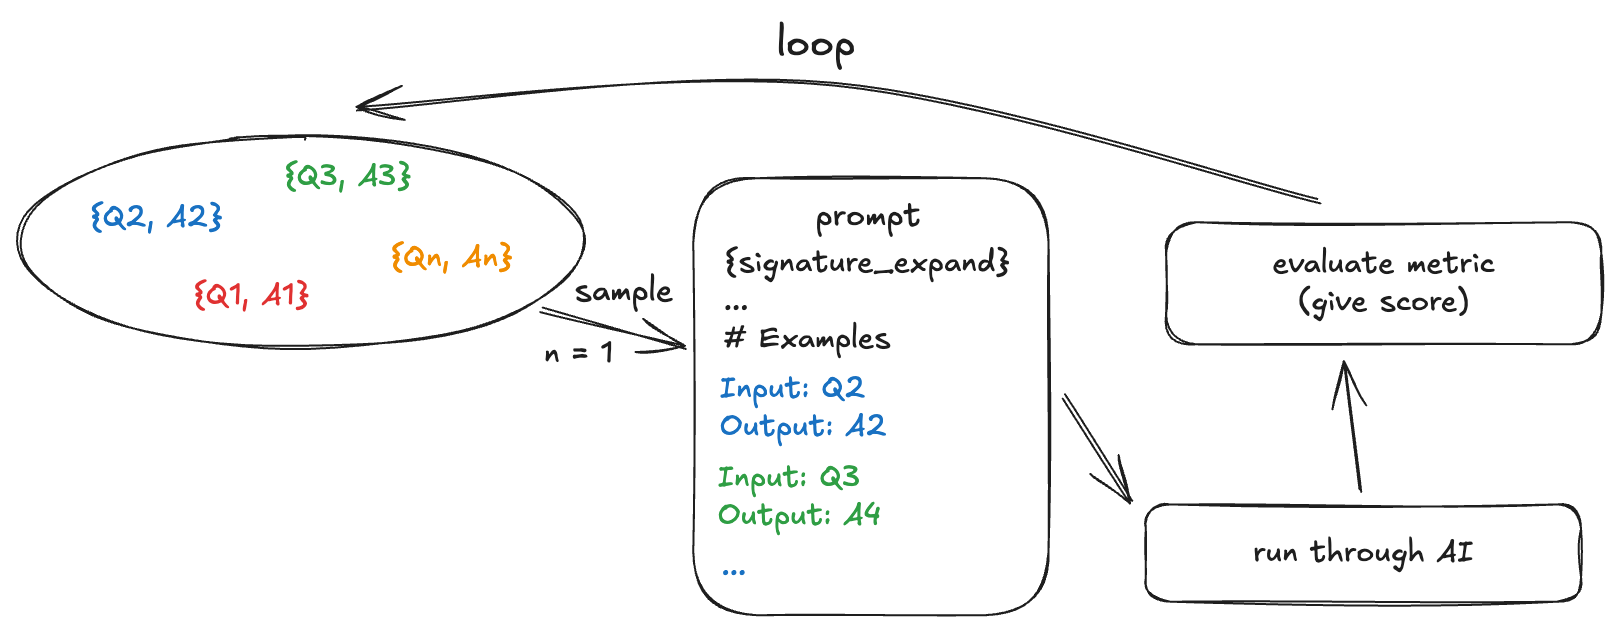 loop
{Q3, A3}
{Q2, A2}
{Qn, An}
{Q1, A1}
sample
n = 1
prompt
{signature_expand}
...
# Examples
Input: Q2
Output: A2
Input: Q3
Output: A4
...
evaluate metric
(give score)
run through AI